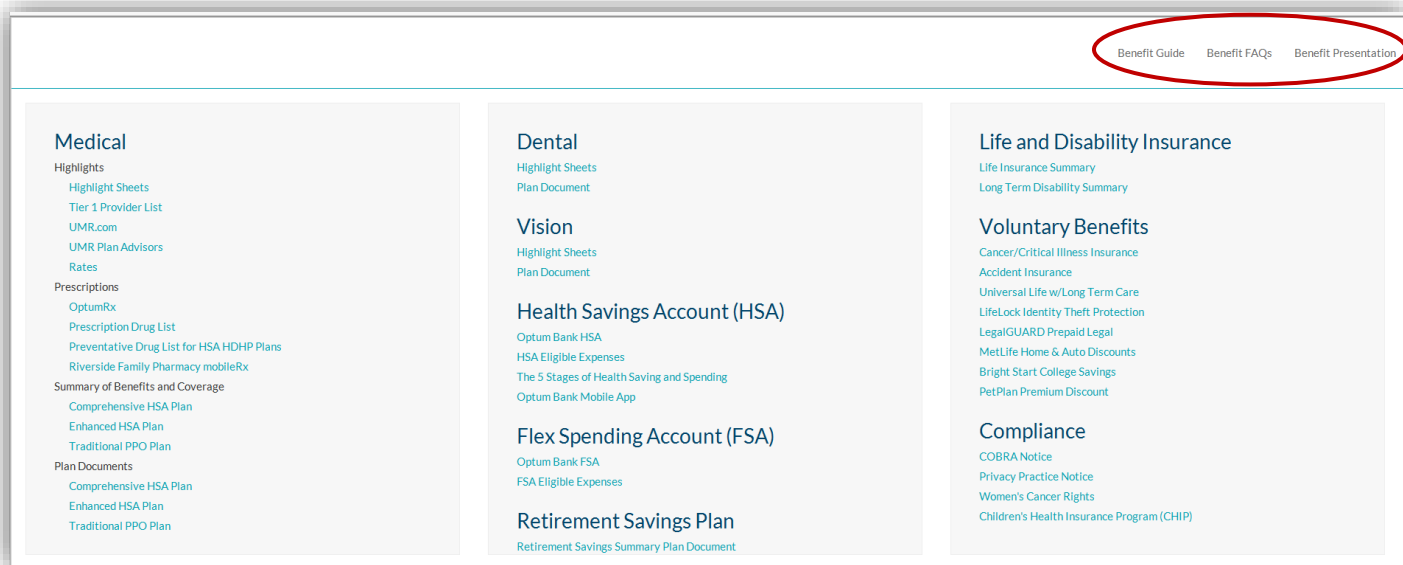 Benefit Guide Benefit FAQs Benefit Presentation
Medical
Highlights
Highlight Sheets
Tier 1 Provider List
UMR.com
UMR Plan Advisors
Rates
Prescriptions
OptumRx
Prescription Drug List
Preventative Drug List for HSA HDHP Plans
Riverside Family Pharmacy mobileRx
Summary of Benefits and Coverage
Comprehensive HSA Plan
Enhanced HSA Plan
Traditional PPO Plan
Plan Documents
Comprehensive HSA Plan
Enhanced HSA Plan
Traditional PPO Plan
Dental
Highlight Sheets
Plan Document
Vision
Highlight Sheets
Plan Document
Health Savings Account (HSA)
Optum Bank HSA
HSA Eligible Expenses
The 5 Stages of Health Saving and Spending
Optum Bank Mobile App
Flex Spending Account (FSA)
Optum Bank FSA
FSA Eligible Expenses
Retirement Savings Plan
Retirement Savings Summary Plan Document
Life and Disability Insurance
Life Insurance Summary
Long Term Disability Summary
Voluntary Benefits
Cancer/Critical Illness Insurance
Accident Insurance
Universal Life w/Long Term Care
LifeLock Identity Theft Protection
LegalGUARD Prepaid Legal
MetLife Home & Auto Discounts
Bright Start College Savings
PetPlan Premium Discount
Compliance
COBRA Notice
Privacy Practice Notice
Women's Cancer Rights
Children's Health Insurance Program (CHIP)